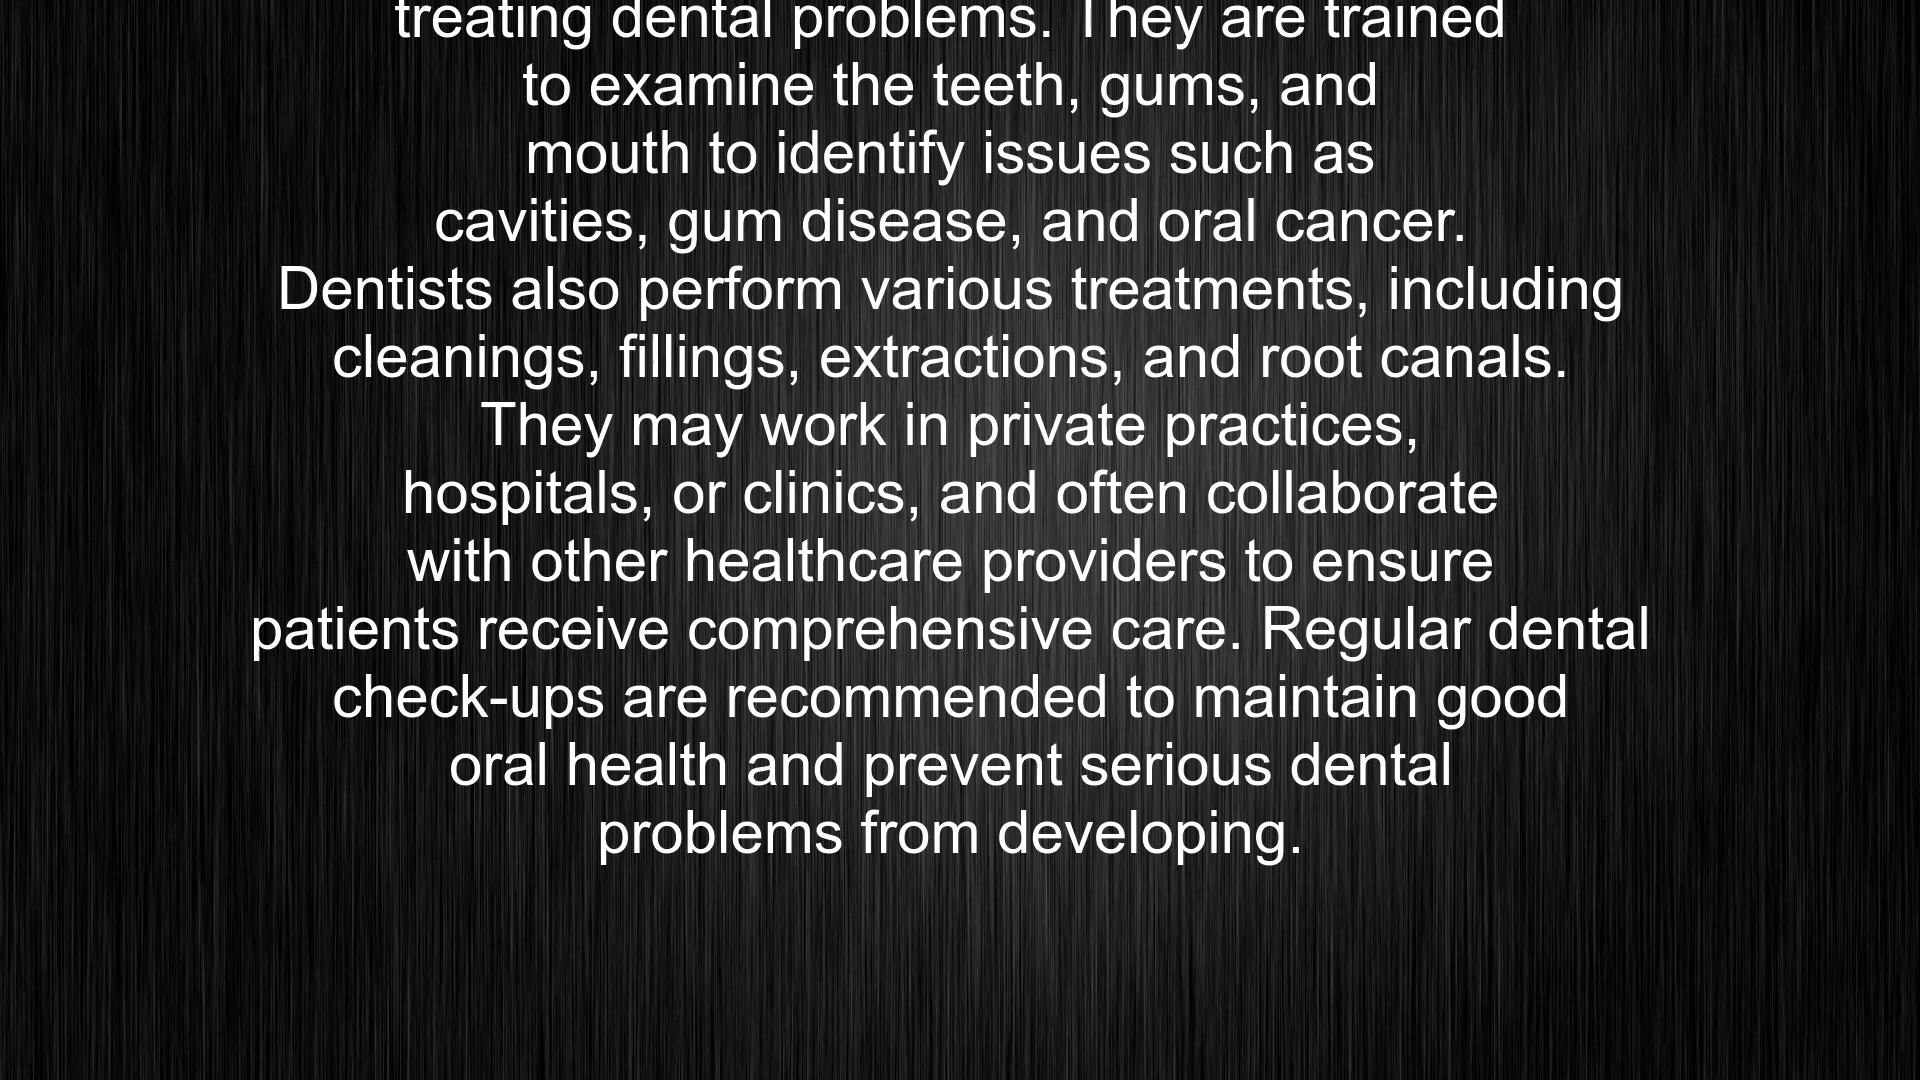 treating dental problems. They are trained
to examine the teeth, gums, and
mouth to identify issues such as
cavities, gum disease, and oral cancer.
Dentists also perform various treatments, including
cleanings, fillings, extractions, and root canals.
They may work in private practices,
hospitals, or clinics, and often collaborate
with other healthcare providers to ensure
patients receive comprehensive care. Regular dental
check-ups are recommended to maintain good
oral health and prevent serious dental
problems from developing.